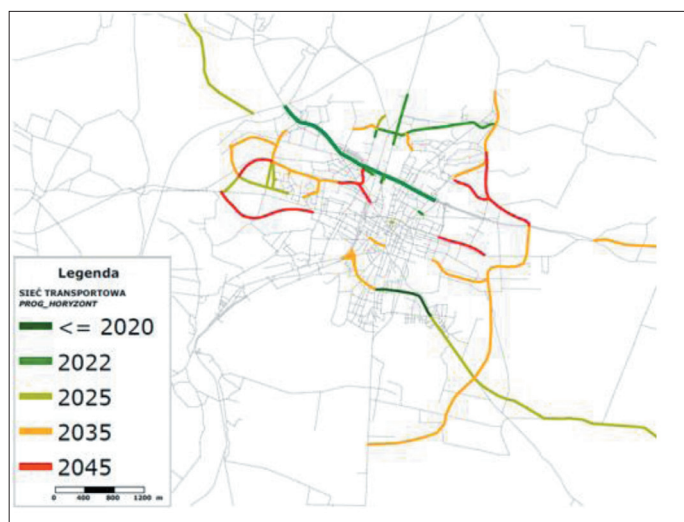 Legenda
SIEĆ TRANSPORTOWA
PROG_HORYZONT
<= 2020
2022
2025
2035
2045
0 400 800 1200 m